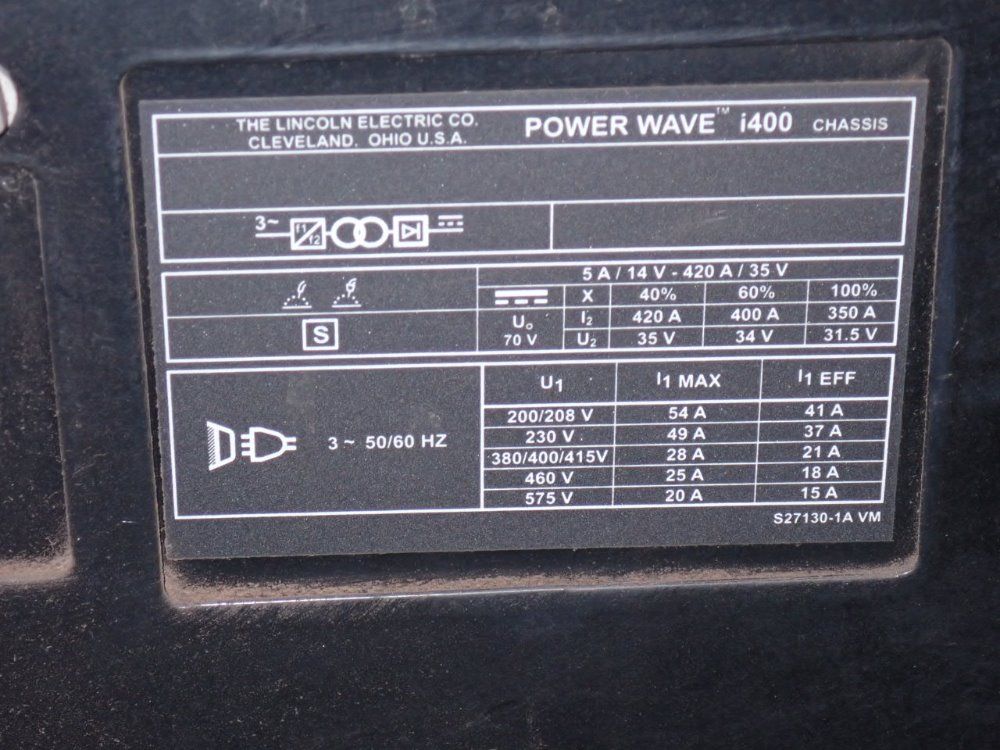 THE LINCOLN ELECTRIC CO. POWER WAVE™ i400 CHASSIS
CLEVELAND. OHIO U.S.A.
3~ f1 f2
5 A / 14 V - 420 A / 35 V
X 40% 60% 100%
S U₀ 70 V I₂ 420 A 400 A 350 A
U₂ 35 V 34 V 31.5 V
U1 I1 MAX I1 EFF
200/208 V 54 A 41 A
230 V 49 A 37 A
3 ~ 50/60 HZ 380/400/415V 28 A 21 A
460 V 25 A 18 A
575 V 20 A 15 A
S27130-1A VM